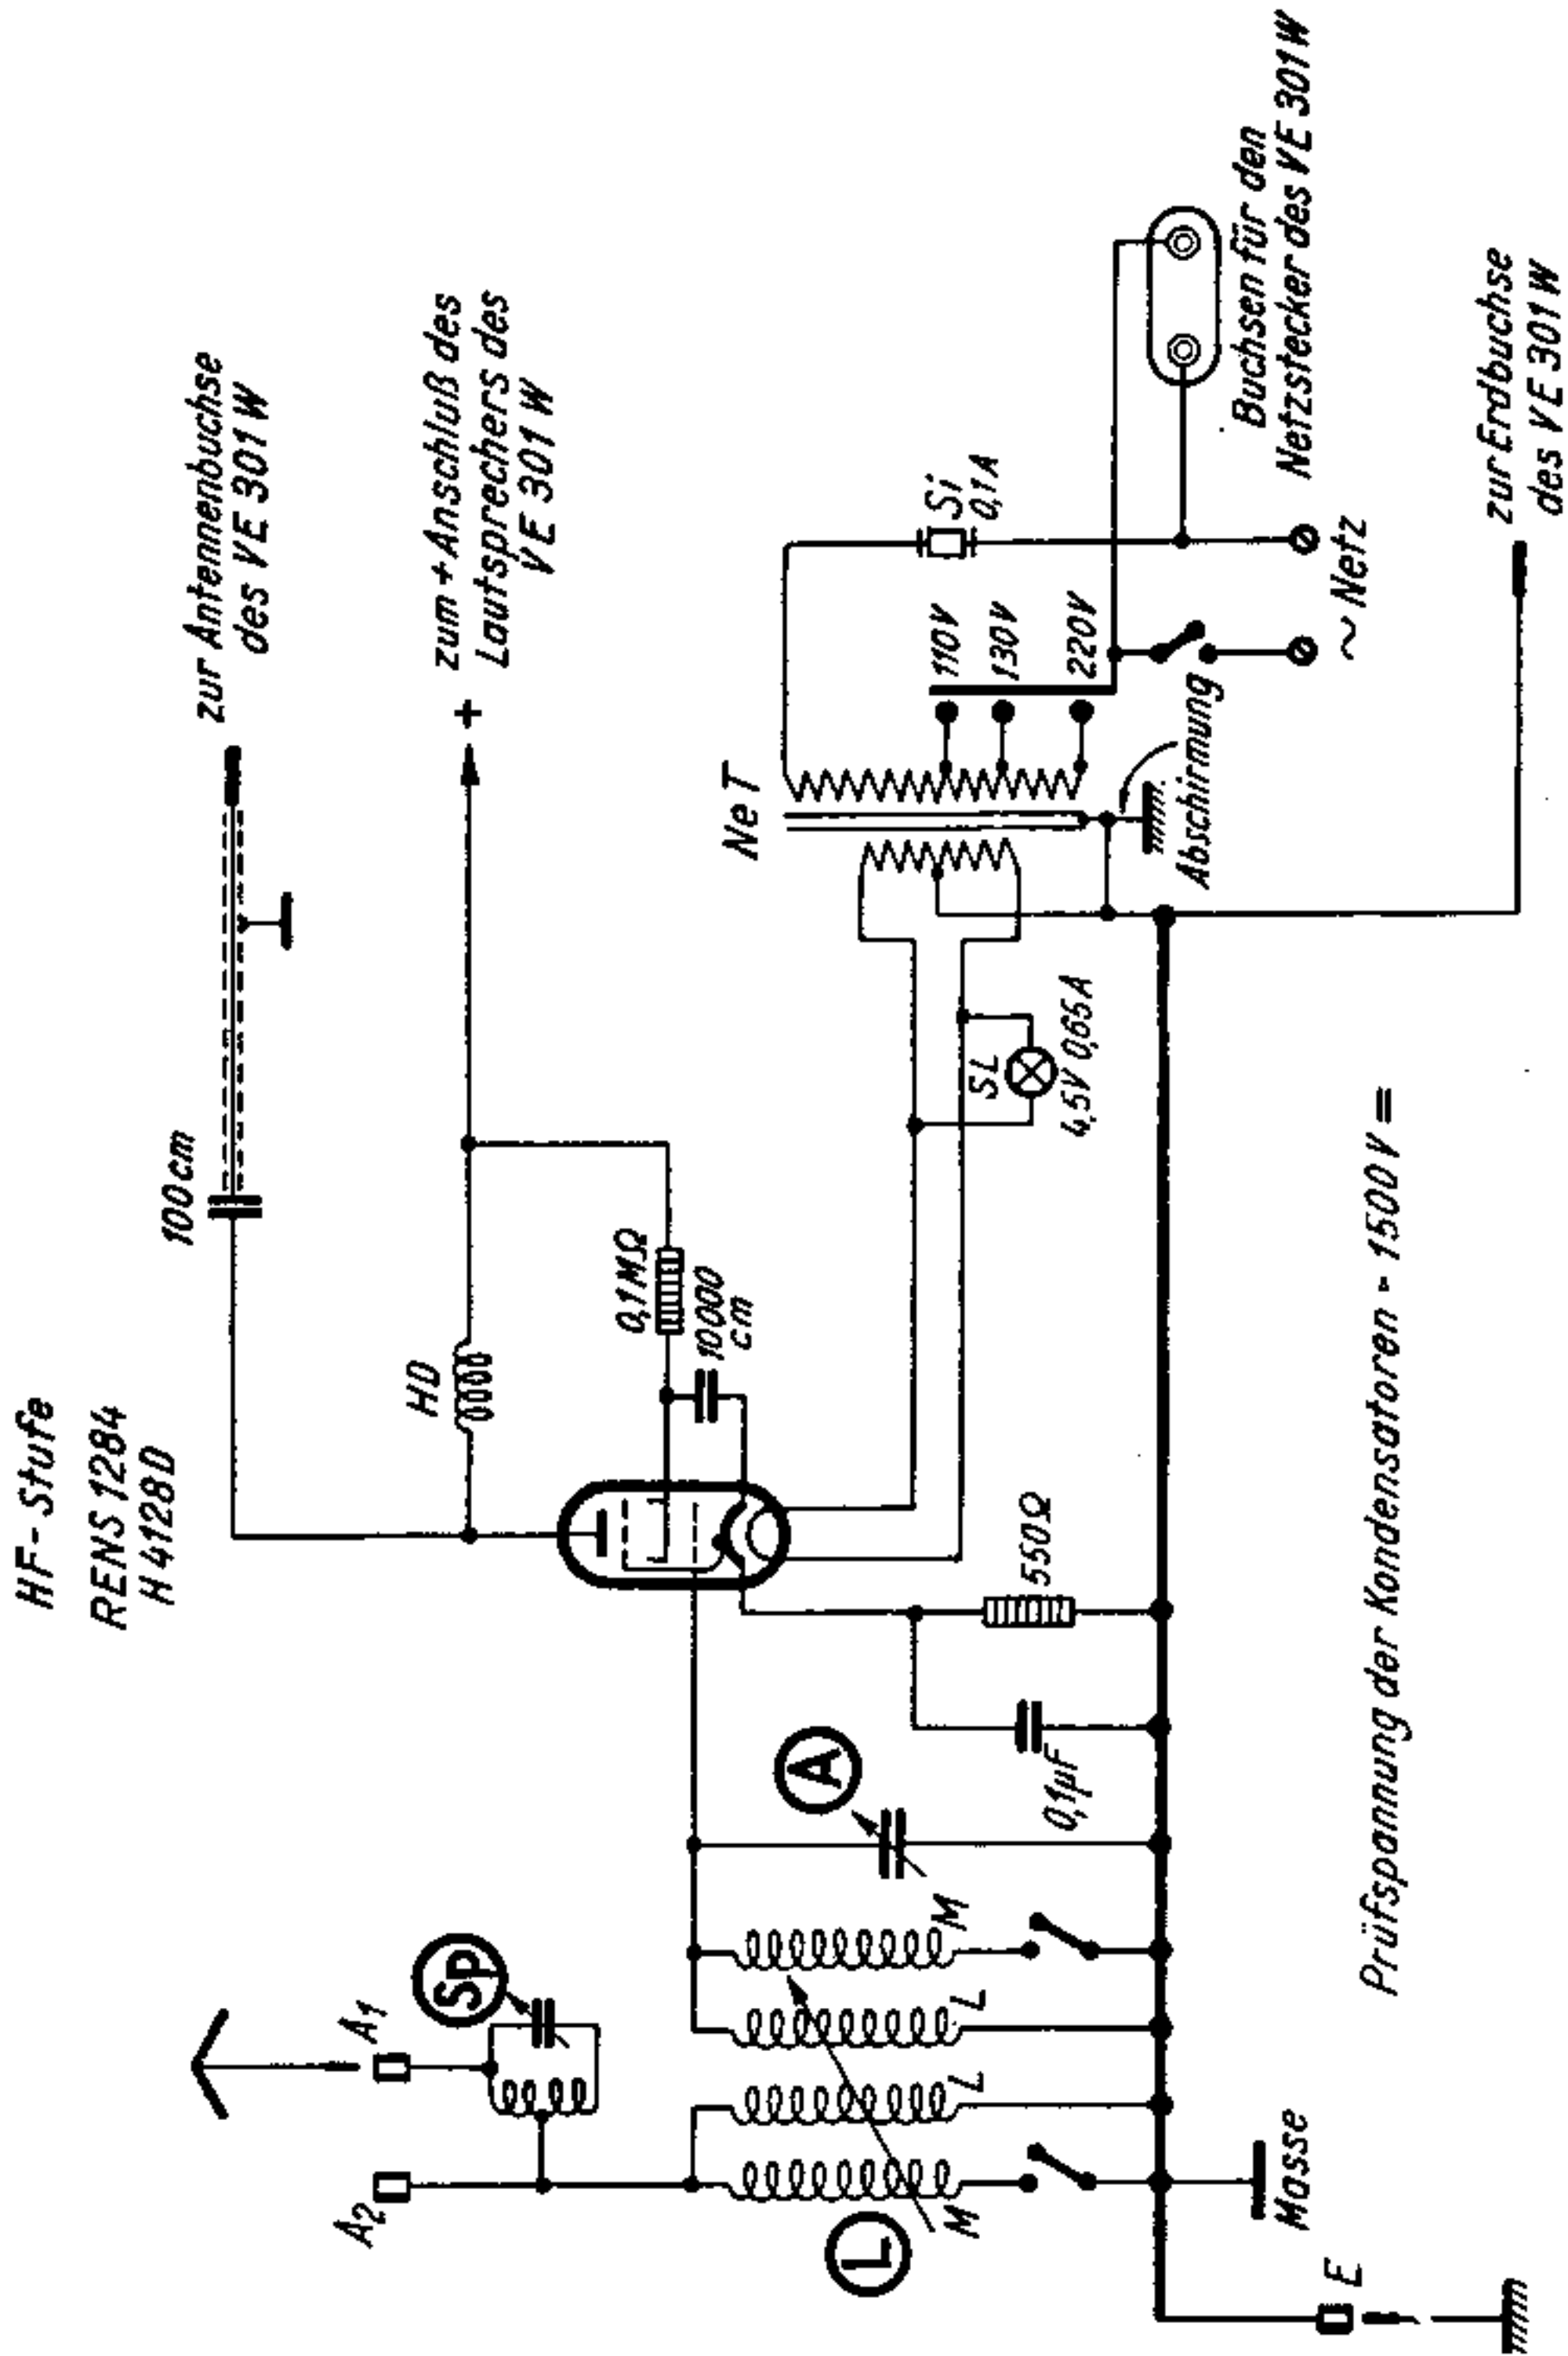 HF-Stufe
RENS 1284
H 4128D
100cm
zur Antennenbuchse
des VE 301 W
HD
zum + Anschluß des
Lautsprechers des
VE 301 W
+
0,1MΩ
10000
cm
A1
A2
Sp
A
L
M
L
L
M
0,1µF
550Ω
SL
4,5V 0,65A
NeT
110V
130V
220V
Si
0,1A
Abschirmung
~ Netz
Buchsen für den
Netzstecker des VE 301 W
zur Erdbuchse
des VE 301 W
Masse
E
Prüfspannung der Kondensatoren - 1500V =